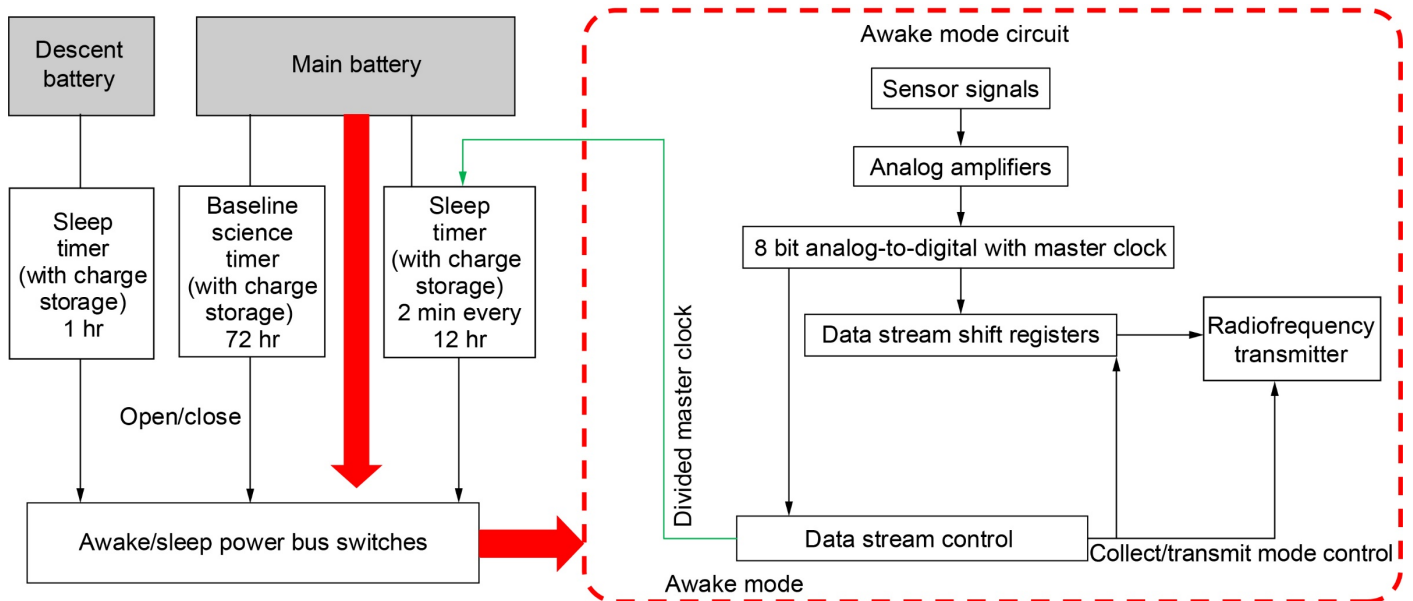 Descent
battery
Main battery
Sleep
timer
(with charge
storage)
1 hr
Baseline
science
timer
(with charge
storage)
72 hr
Sleep
timer
(with charge
storage)
2 min every
12 hr
Open/close
Awake/sleep power bus switches
Awake mode circuit
Sensor signals
Analog amplifiers
8 bit analog-to-digital with master clock
Data stream shift registers
Radiofrequency
transmitter
Divided master clock
Data stream control
Collect/transmit mode control
Awake mode